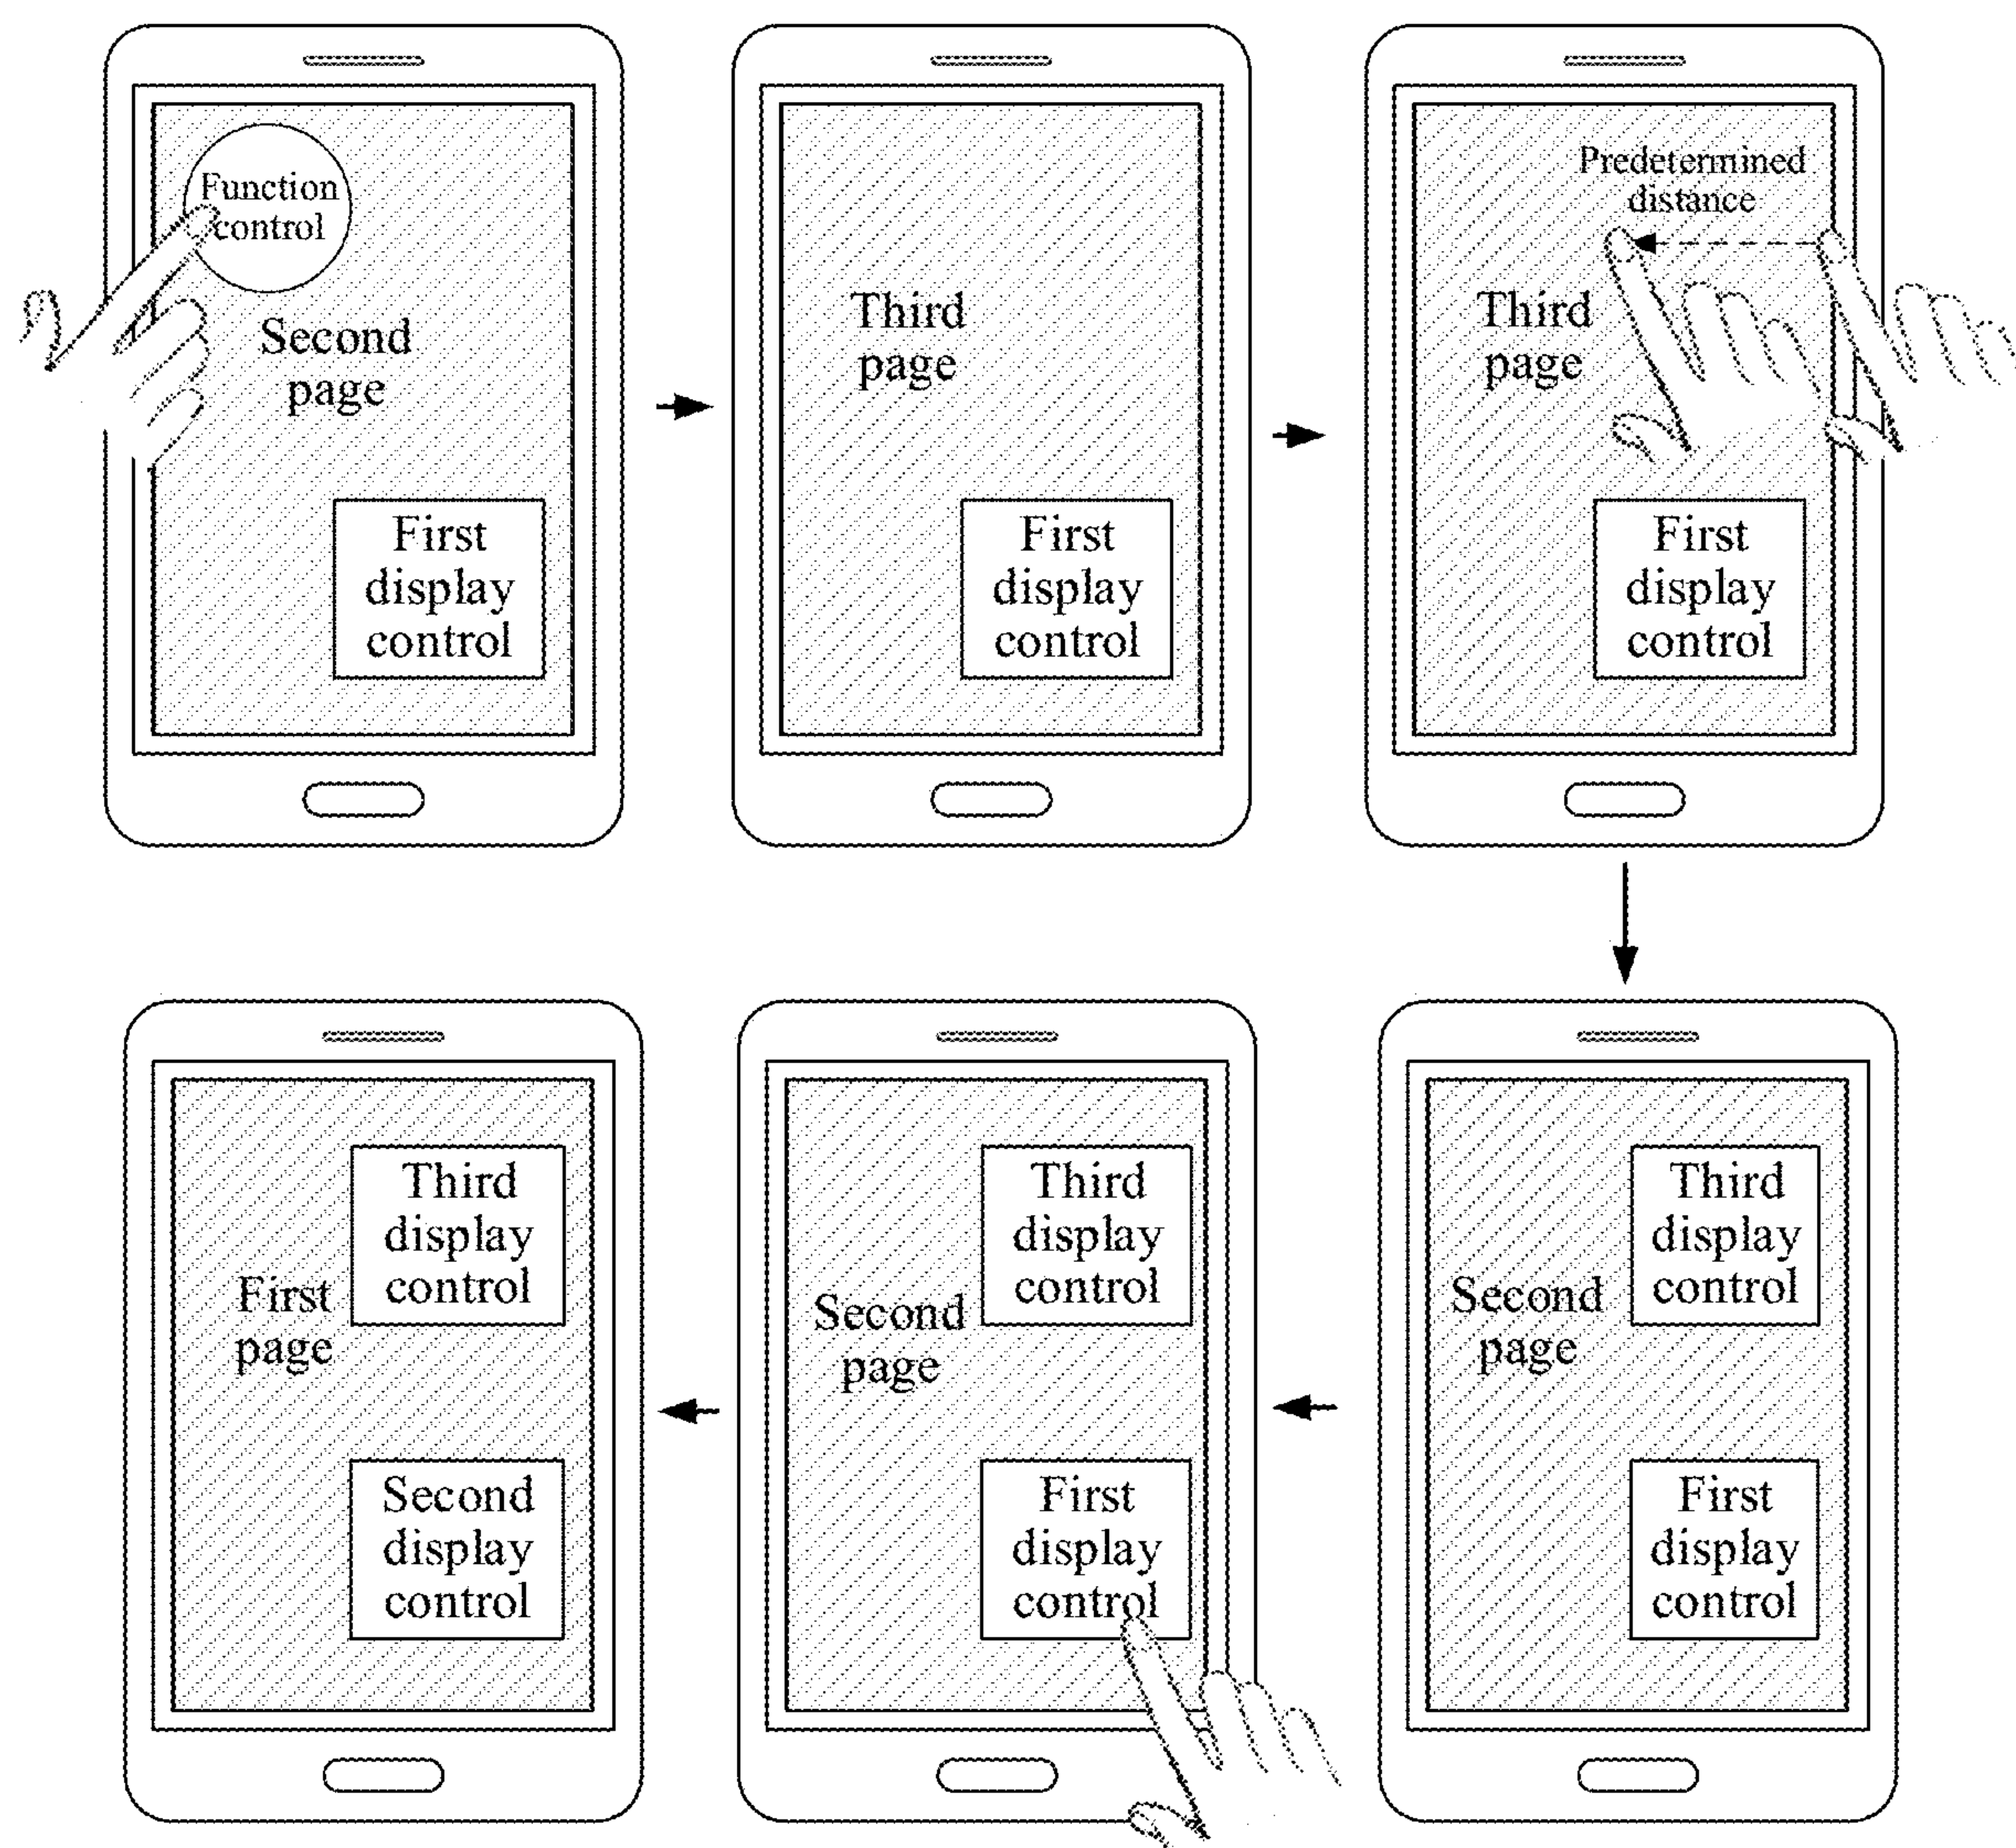 Function
control
Second
page
First
display
control
Third
page
First
display
control
Predetermined
distance
Third
page
First
display
control
Third
display
control
First
page
Second
display
control
Third
display
control
Second
page
First
display
control
Third
display
control
Second
page
First
display
control